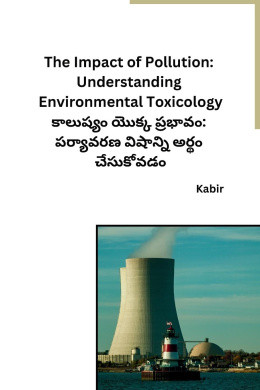 The Impact of Pollution:
Understanding
Environmental Toxicology
కాలుష్యం యొక్క ప్రభావం:
పర్యావరణ విషాన్ని అర్థం
చేసుకోవడం
Kabir